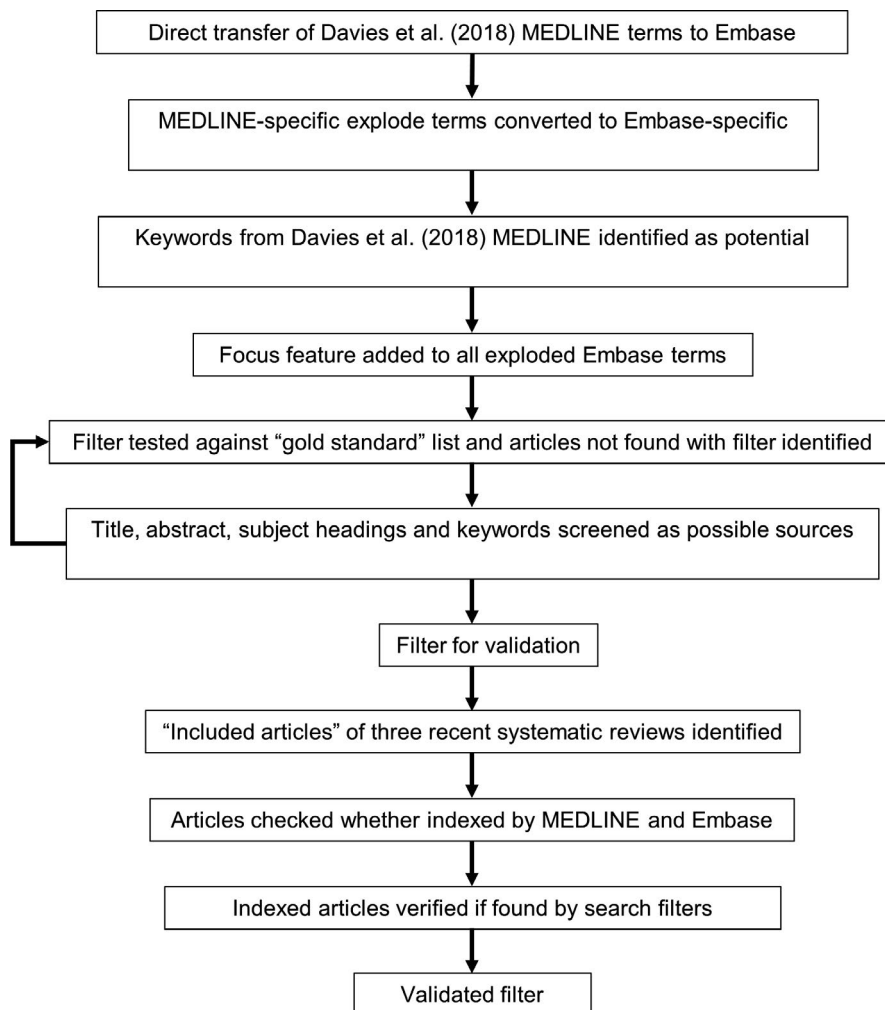 Direct transfer of Davies et al. (2018) MEDLINE terms to Embase
MEDLINE-specific explode terms converted to Embase-specific
Keywords from Davies et al. (2018) MEDLINE identified as potential
Focus feature added to all exploded Embase terms
Filter tested against “gold standard” list and articles not found with filter identified
Title, abstract, subject headings and keywords screened as possible sources
Filter for validation
“Included articles” of three recent systematic reviews identified
Articles checked whether indexed by MEDLINE and Embase
Indexed articles verified if found by search filters
Validated filter